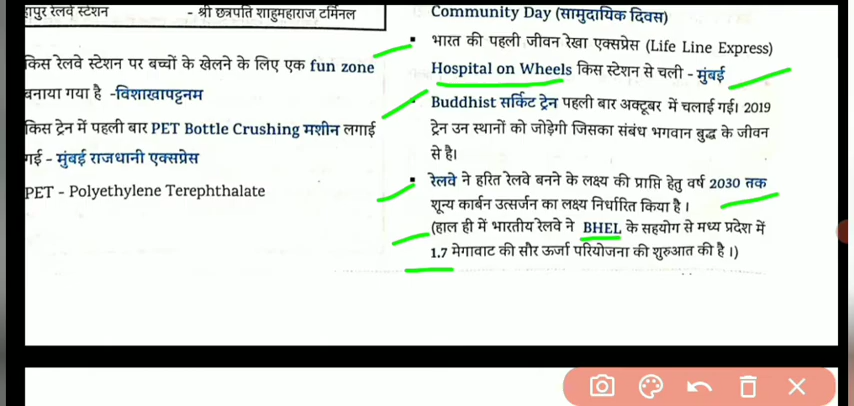 हापुर रेलवे स्टेशन - श्री छत्रपति शाहुमहाराज टर्मिनल
किस रेलवे स्टेशन पर बच्चों के खेलने के लिए एक fun zone
बनाया गया है -विशाखापट्टनम
किस ट्रेन में पहली बार PET Bottle Crushing मशीन लगाई
गई - मुंबई राजधानी एक्सप्रेस
PET - Polyethylene Terephthalate
Community Day (सामुदायिक दिवस)
▪ भारत की पहली जीवन रेखा एक्सप्रेस (Life Line Express)
Hospital on Wheels किस स्टेशन से चली - मुंबई
Buddhist सर्किट ट्रेन पहली बार अक्टूबर में चलाई गई। 2019
ट्रेन उन स्थानों को जोड़ेगी जिसका संबंध भगवान बुद्ध के जीवन
से है।
▪ रेलवे ने हरित रेलवे बनने के लक्ष्य की प्राप्ति हेतु वर्ष 2030 तक
शून्य कार्बन उत्सर्जन का लक्ष्य निर्धारित किया है ।
(हाल ही में भारतीय रेलवे ने BHEL के सहयोग से मध्य प्रदेश में
1.7 मेगावाट की सौर ऊर्जा परियोजना की शुरुआत की है ।)